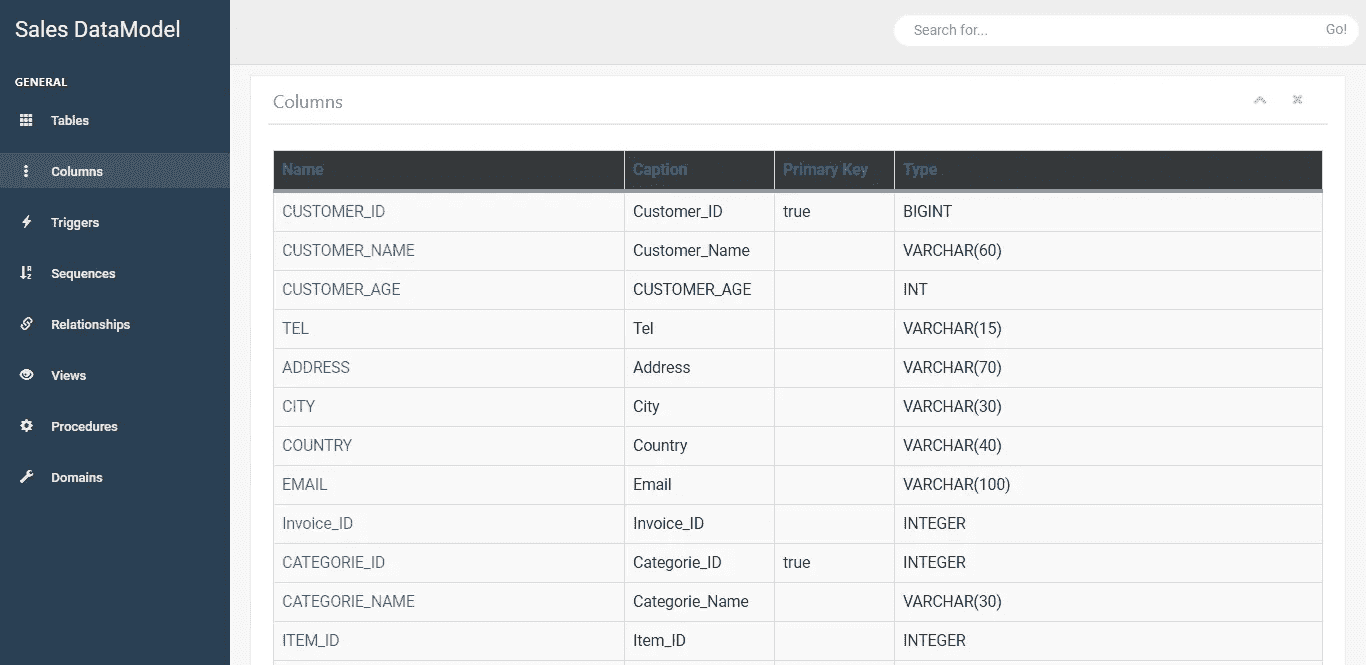 Sales DataModel
Search for... Go!
GENERAL
Tables
Columns
Triggers
Sequences
Relationships
Views
Procedures
Domains
Columns
Name Caption Primary Key Type
CUSTOMER_ID Customer_ID true BIGINT
CUSTOMER_NAME Customer_Name VARCHAR(60)
CUSTOMER_AGE CUSTOMER_AGE INT
TEL Tel VARCHAR(15)
ADDRESS Address VARCHAR(70)
CITY City VARCHAR(30)
COUNTRY Country VARCHAR(40)
EMAIL Email VARCHAR(100)
Invoice_ID Invoice_ID INTEGER
CATEGORIE_ID Categorie_ID true INTEGER
CATEGORIE_NAME Categorie_Name VARCHAR(30)
ITEM_ID Item_ID INTEGER